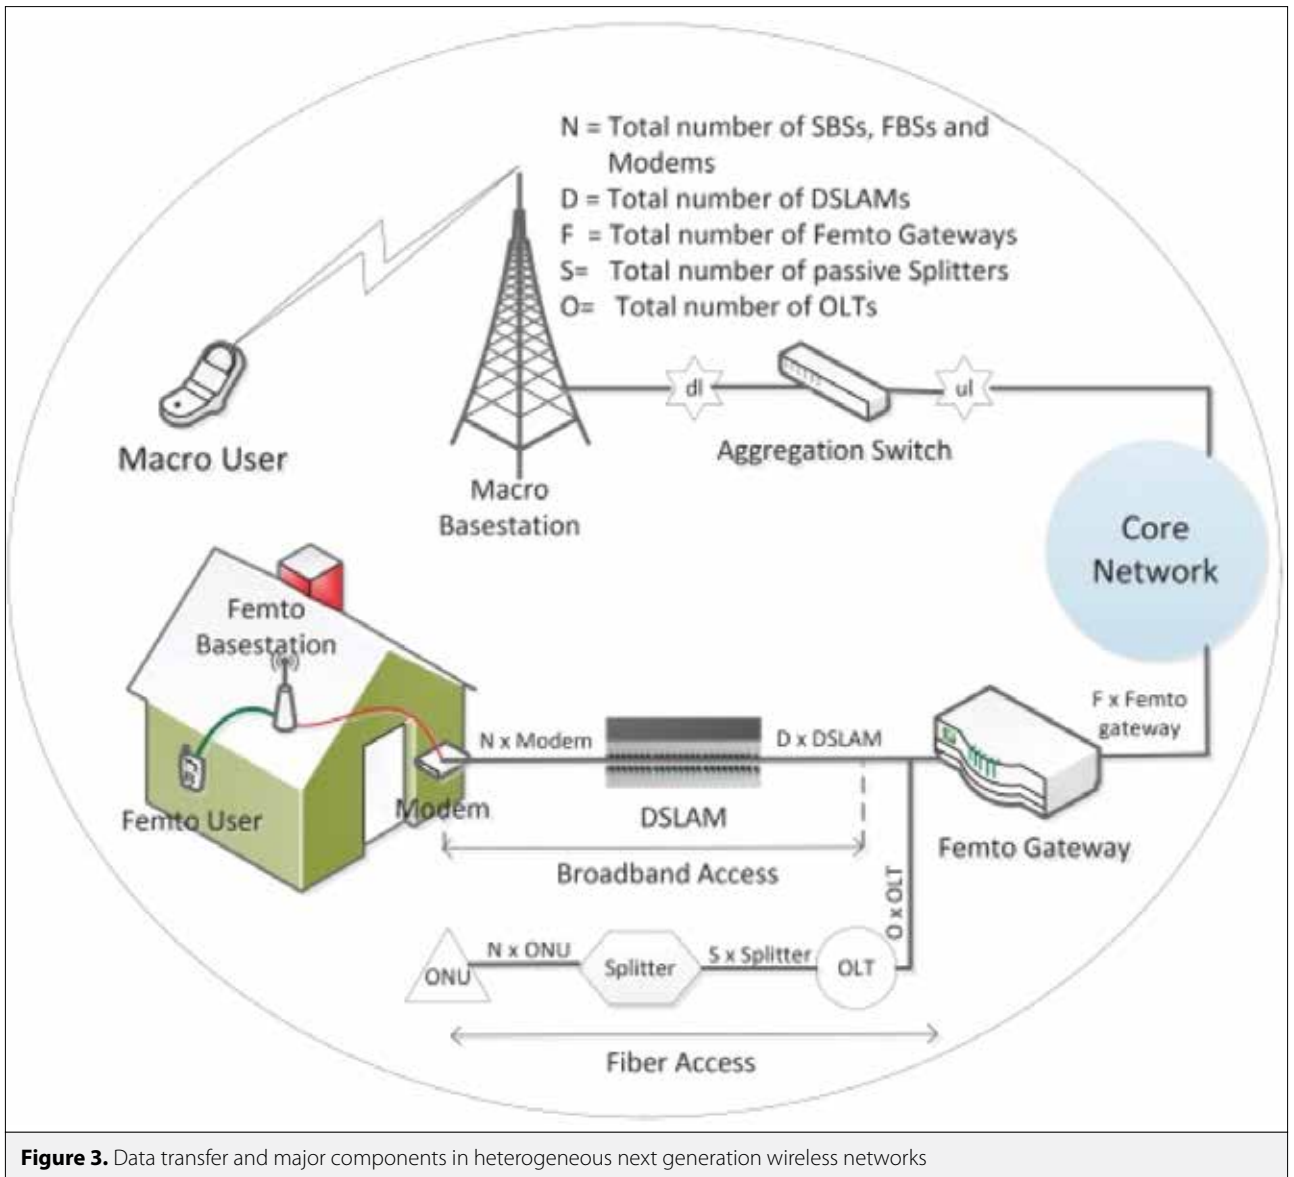 N = Total number of SBSs, FBSs and
Modems
D = Total number of DSLAMs
F = Total number of Femto Gateways
S= Total number of passive Splitters
O= Total number of OLTs
dl
ul
Aggregation Switch
Macro User
Macro
Basestation
Core
Network
Femto
Basestation
F x Femto
gateway
N x Modem
D x DSLAM
Femto User
Modem
DSLAM
Femto Gateway
Broadband Access
O x OLT
N x ONU
S x Splitter
ONU
Splitter
OLT
Fiber Access
Figure 3. Data transfer and major components in heterogeneous next generation wireless networks